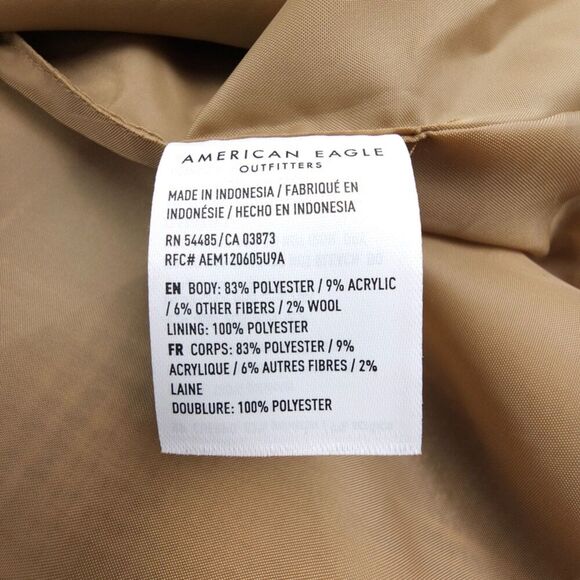 AMERICAN EAGLE
OUTFITTERS
MADE IN INDONESIA / FABRIQUÉ EN
INDONÉSIE / HECHO EN INDONESIA
RN 54485/CA 03873
RFC# AEM120605U9A
EN BODY: 83% POLYESTER / 9% ACRYLIC
/ 6% OTHER FIBERS / 2% WOOL
LINING: 100% POLYESTER
FR CORPS: 83% POLYESTER / 9%
ACRYLIQUE / 6% AUTRES FIBRES / 2%
LAINE
DOUBLURE: 100% POLYESTER